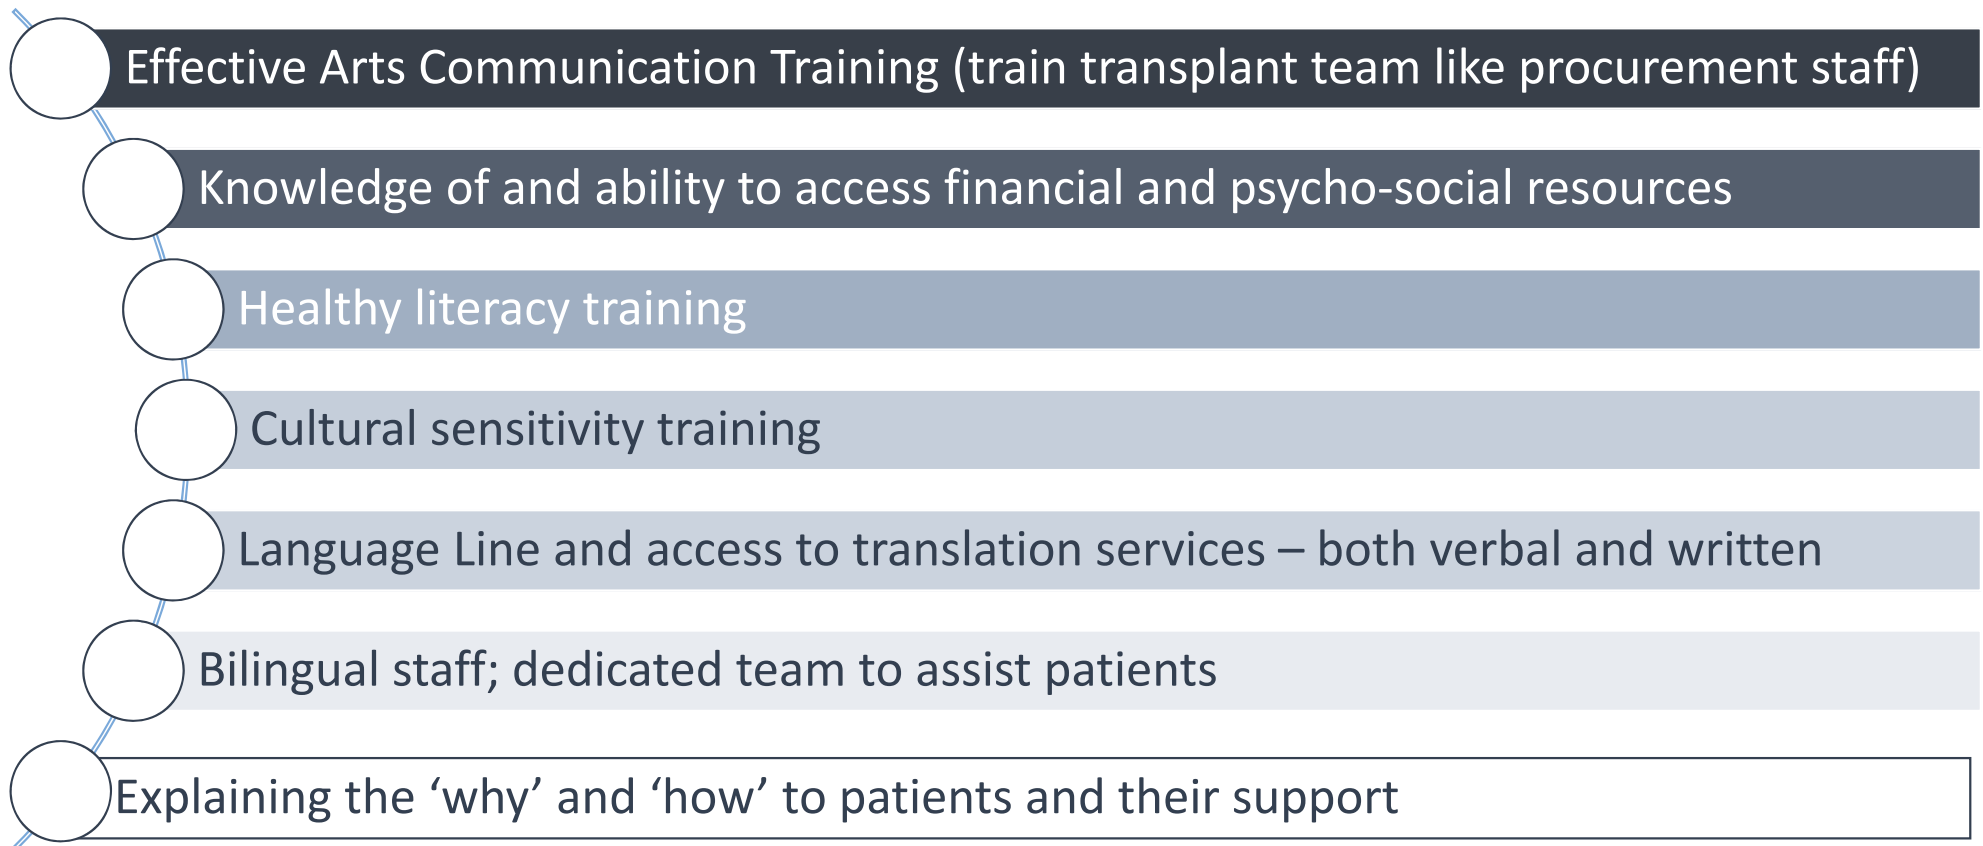 Effective Arts Communication Training (train transplant team like procurement staff)
Knowledge of and ability to access financial and psycho-social resources
Healthy literacy training
Cultural sensitivity training
Language Line and access to translation services – both verbal and written
Bilingual staff; dedicated team to assist patients
Explaining the ‘why’ and ‘how’ to patients and their support